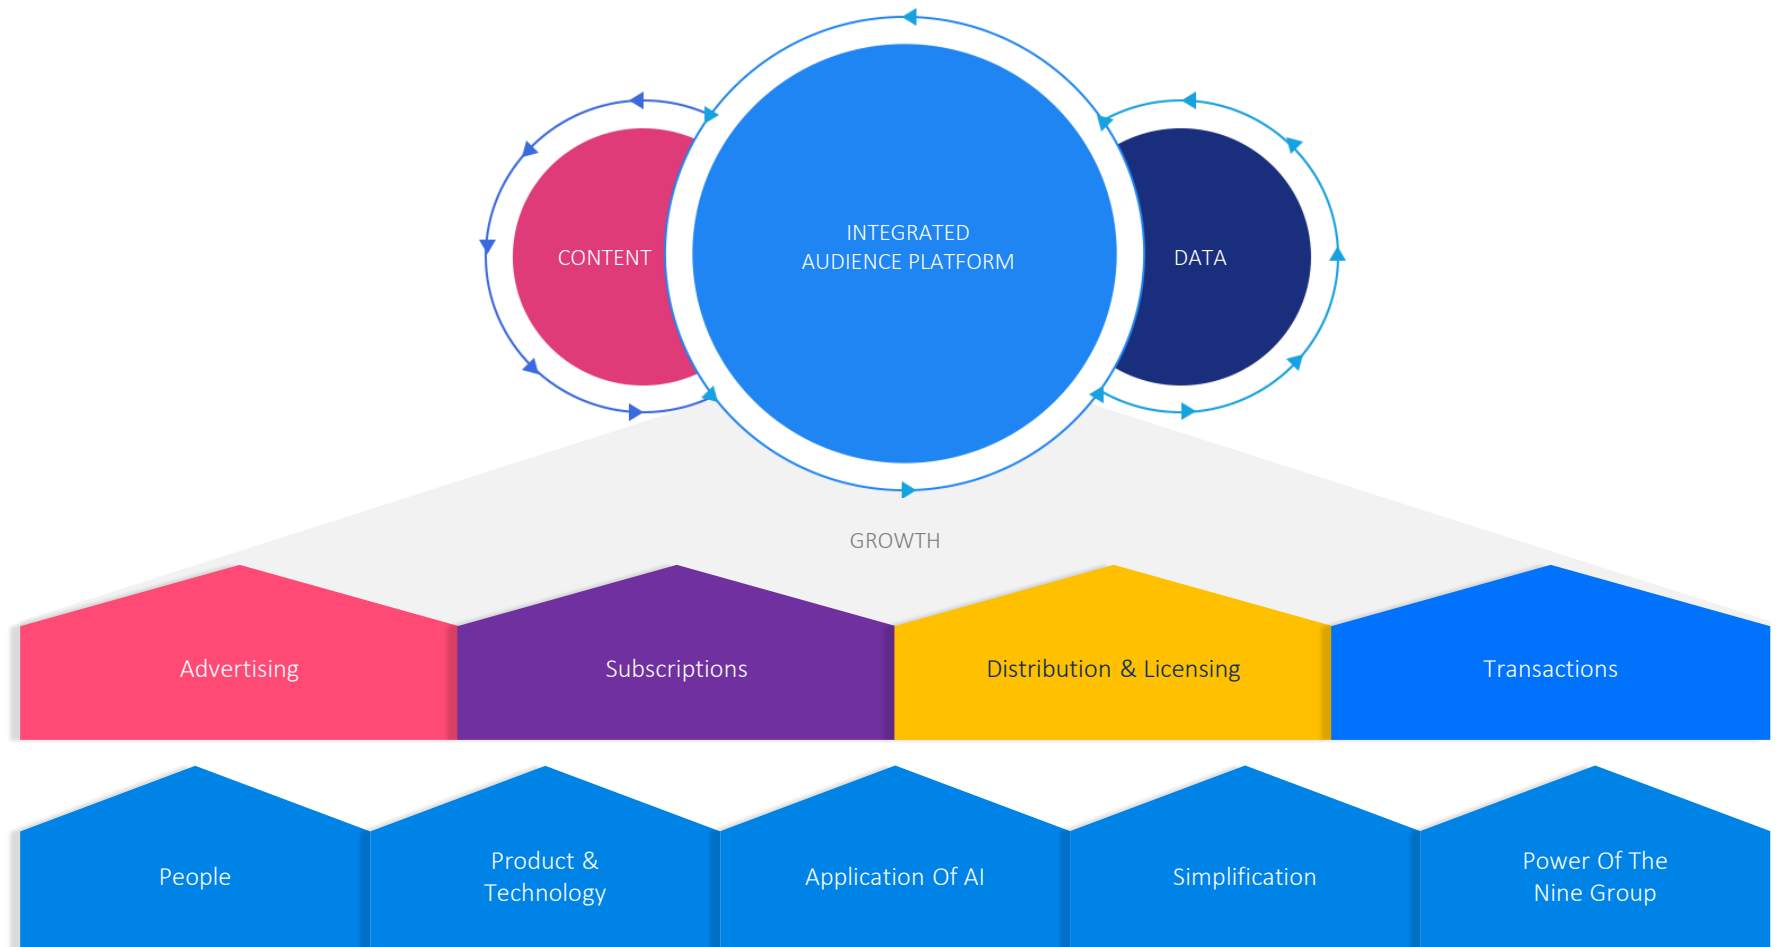 CONTENT
INTEGRATED
AUDIENCE PLATFORM
DATA
GROWTH
Advertising
Subscriptions
Distribution & Licensing
Transactions
People
Product &
Technology
Application Of AI
Simplification
Power Of The
Nine Group